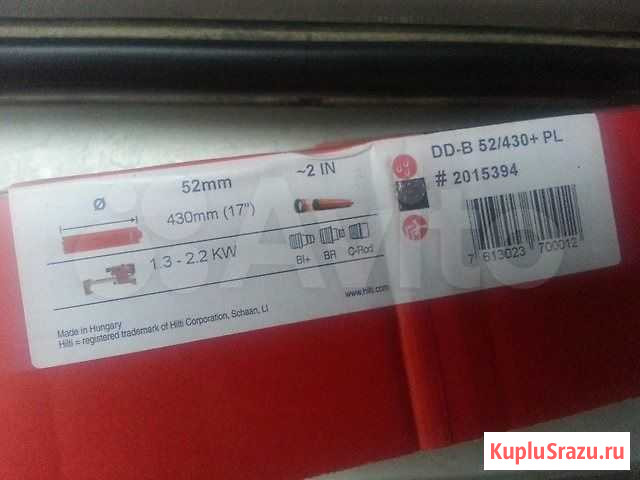 Ø
52mm
~2 IN
430mm (17")
1.3 - 2.2 KW
BI+ BR C-Rod
DD-B 52/430+ PL
# 2015394
7 613023 700012
www.hilti.com
Made in Hungary
Hilti = registered trademark of Hilti Corporation, Schaan, LI
Avito
KupluSrazu.ru